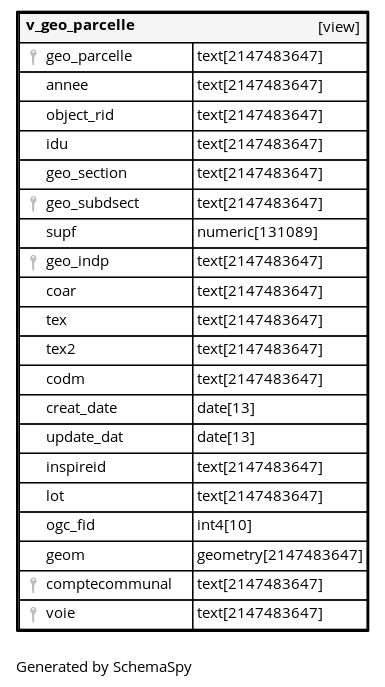 v_geo_parcelle [view]
geo_parcelle text[2147483647]
annee text[2147483647]
object_rid text[2147483647]
idu text[2147483647]
geo_section text[2147483647]
geo_subdsect text[2147483647]
supf numeric[131089]
geo_indp text[2147483647]
coar text[2147483647]
tex text[2147483647]
tex2 text[2147483647]
codm text[2147483647]
creat_date date[13]
update_dat date[13]
inspireid text[2147483647]
lot text[2147483647]
ogc_fid int4[10]
geom geometry[2147483647]
comptecommunal text[2147483647]
voie text[2147483647]
Generated by SchemaSpy